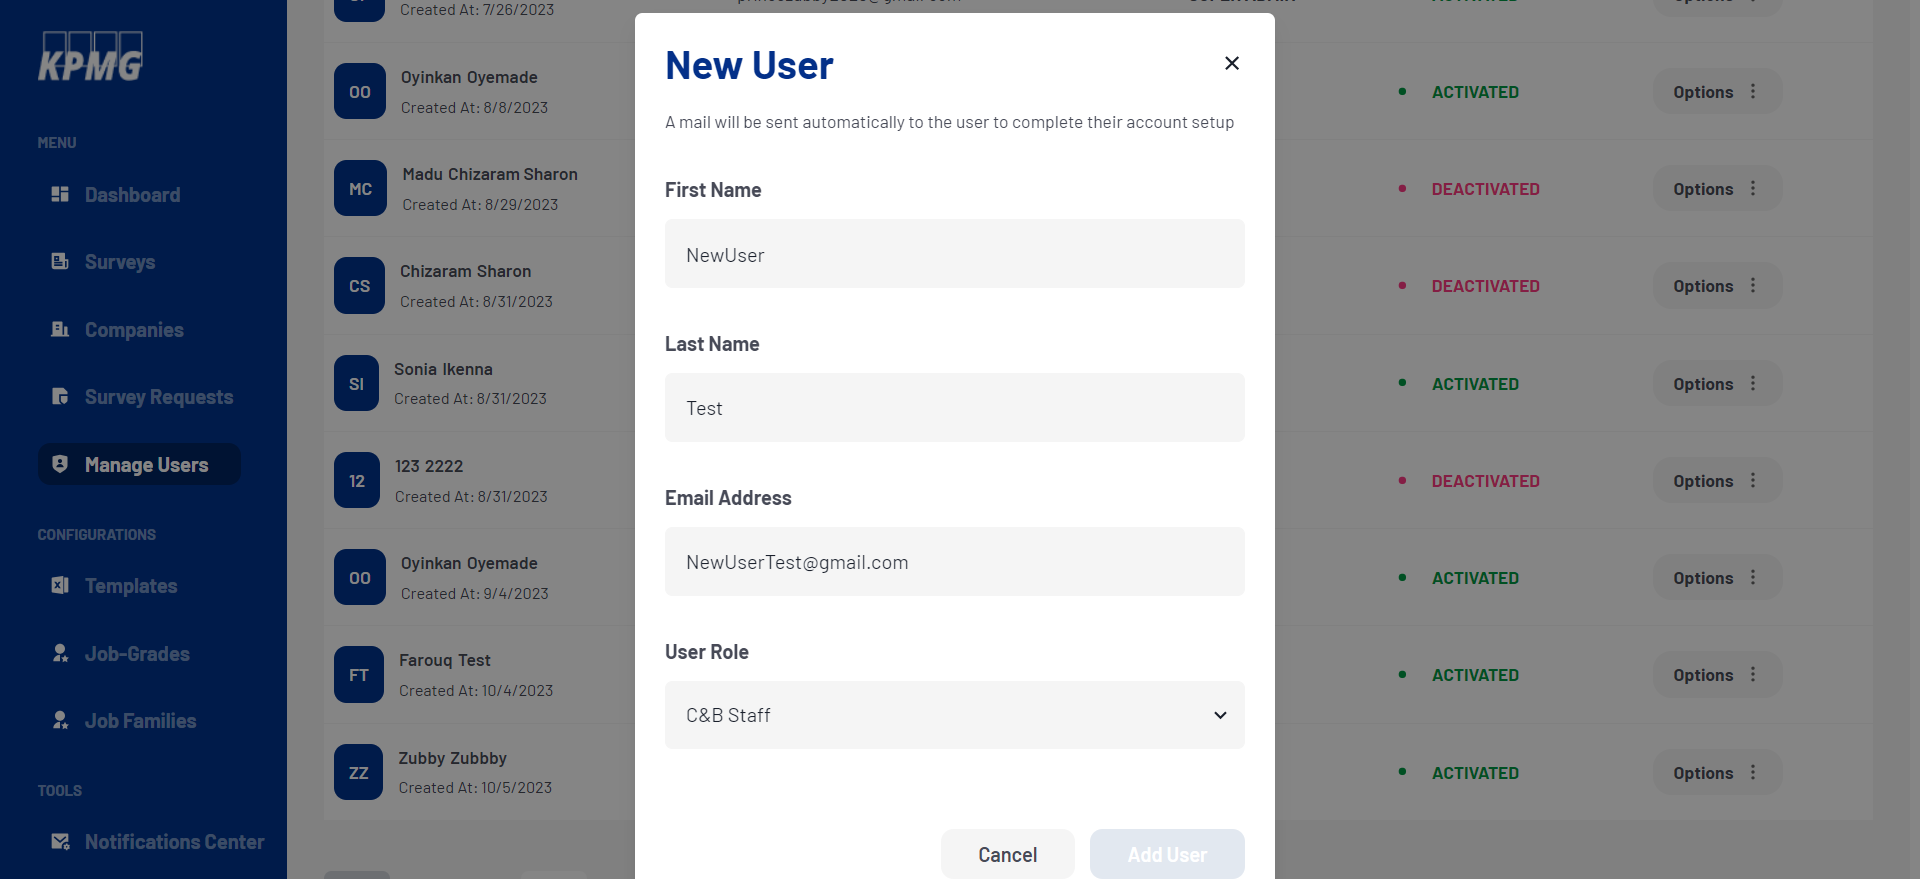 KPMG
MENU
Dashboard
Surveys
Companies
Survey Requests
Manage Users
CONFIGURATIONS
Templates
Job-Grades
Job Families
TOOLS
Notifications Center
Created At: 7/26/2023
OO
Oyinkan Oyemade
Created At: 8/8/2023
ACTIVATED
Options
MC
Madu Chizaram Sharon
Created At: 8/29/2023
DEACTIVATED
Options
CS
Chizaram Sharon
Created At: 8/31/2023
DEACTIVATED
Options
SI
Sonia Ikenna
Created At: 8/31/2023
ACTIVATED
Options
12
123 2222
Created At: 8/31/2023
DEACTIVATED
Options
OO
Oyinkan Oyemade
Created At: 9/4/2023
ACTIVATED
Options
FT
Farouq Test
Created At: 10/4/2023
ACTIVATED
Options
ZZ
Zubby Zubbby
Created At: 10/5/2023
ACTIVATED
Options
New User
A mail will be sent automatically to the user to complete their account setup
First Name
NewUser
Last Name
Test
Email Address
NewUserTest@gmail.com
User Role
C&B Staff
Cancel
Add User